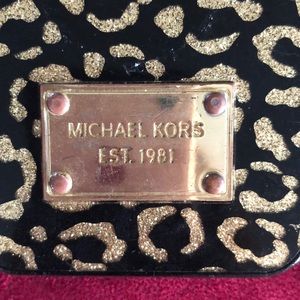 MICHAEL KORS
EST. 1981